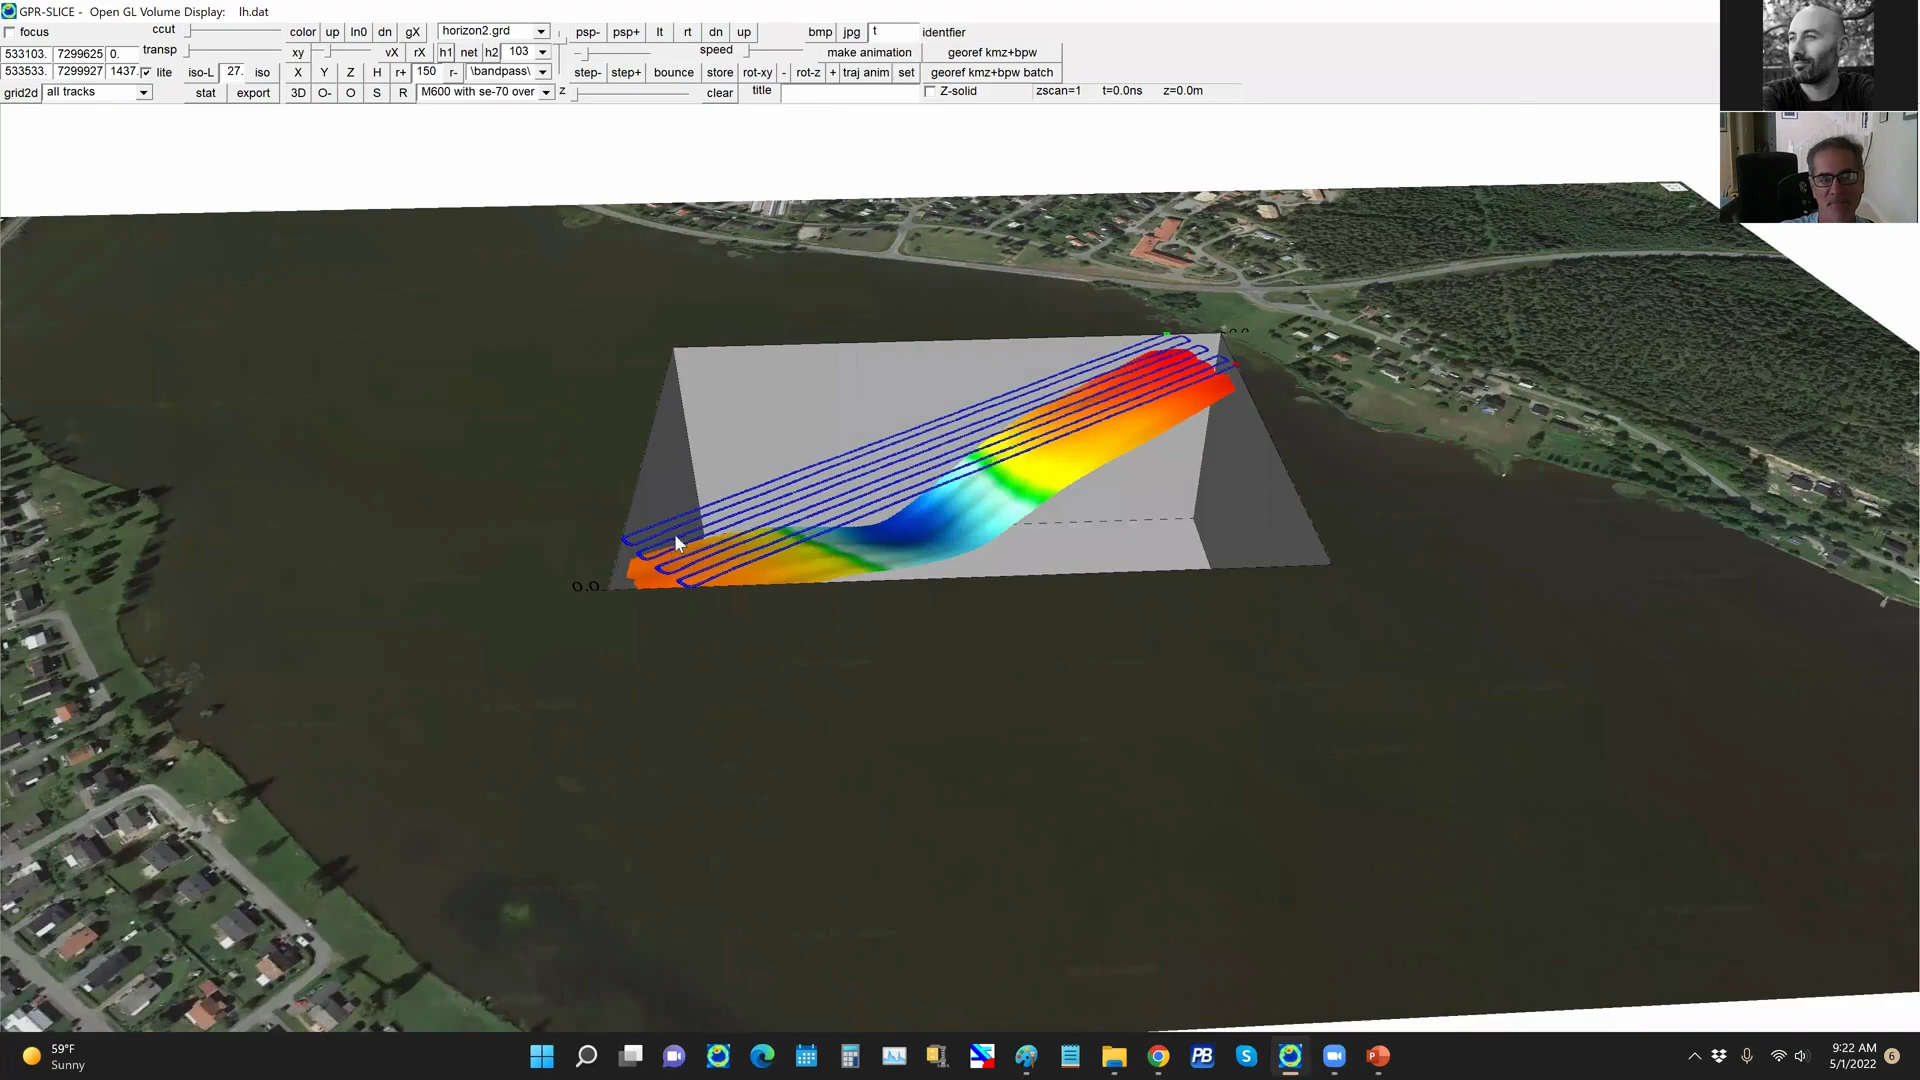 GPR-SLICE - Open GL Volume Display: lh.dat
focus ccut color up ln0 dn gX horizon2.grd psp- psp+ lt rt dn up bmp jpg t identfier
533103. 7299625 0. transp xy vX rX h1 net h2 103 speed make animation georef kmz+bpw
533533. 7299927 1437. lite iso-L 27. iso X Y Z H r+ 150 r- \bandpass\ step- step+ bounce store rot-xy - rot-z + traj anim set georef kmz+bpw batch
grid2d all tracks stat export 3D O- O S R M600 with se-70 over z clear title Z-solid zscan=1 t=0.0ns z=0.0m
0.0
0.0
59°F
Sunny
PB
9:22 AM
5/1/2022
6